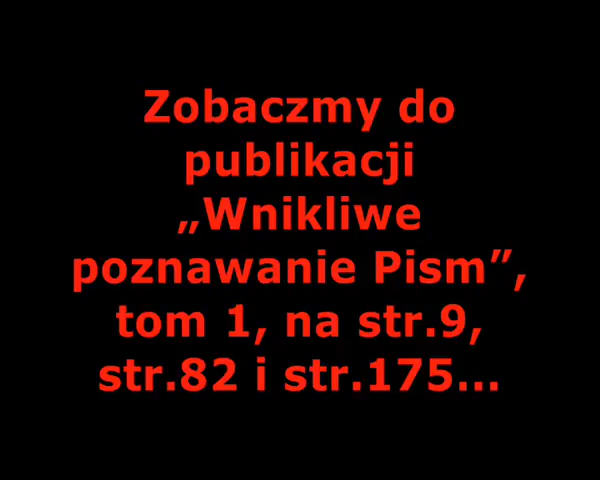 Zobaczmy do
publikacji
„Wnikliwe
poznawanie Pism”,
tom 1, na str.9,
str.82 i str.175...